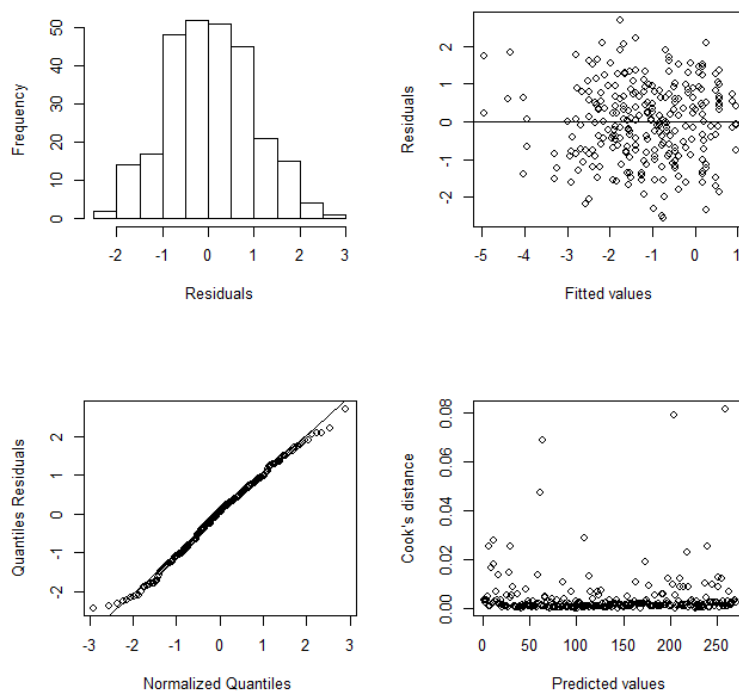 50
40
30
20
10
0
Frequency
-2 -1 0 1 2 3
Residuals
2
1
0
-1
-2
Residuals
-5 -4 -3 -2 -1 0 1
Fitted values
2
1
0
-1
-2
Quantiles Residuals
-3 -2 -1 0 1 2 3
Normalized Quantiles
0.08
0.06
0.04
0.02
0.00
Cook's distance
0 50 100 150 200 250
Predicted values